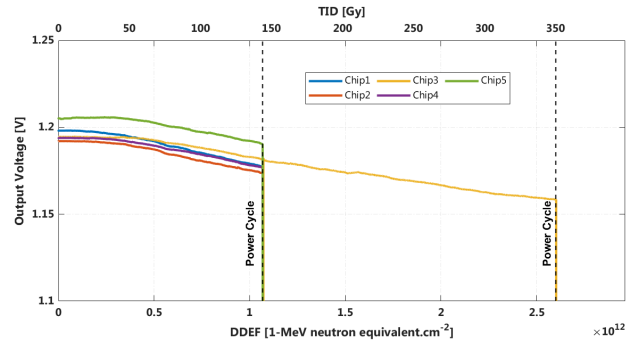 TID [Gy]
0 50 100 150 200 250 300 350
1.25
1.2
1.15
1.1
Output Voltage [V]
Chip1 Chip3 Chip5
Chip2 Chip4
Power Cycle
Power Cycle
0 0.5 1 1.5 2 2.5
×10^12
DDEF [1-MeV neutron equivalent.cm^-2]